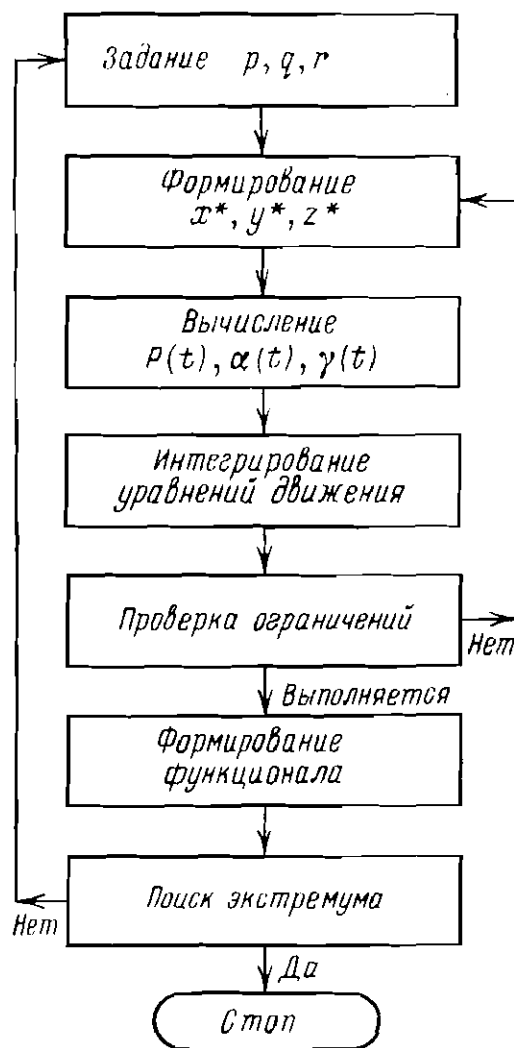 Задание p, q, r
Формирование
x*, y*, z*
Вычисление
P(t), α(t), γ(t)
Интегрирование
уравнений движения
Проверка ограничений
Нет
Выполняется
Формирование
функционала
Поиск экстремума
Нет
Да
Стоп